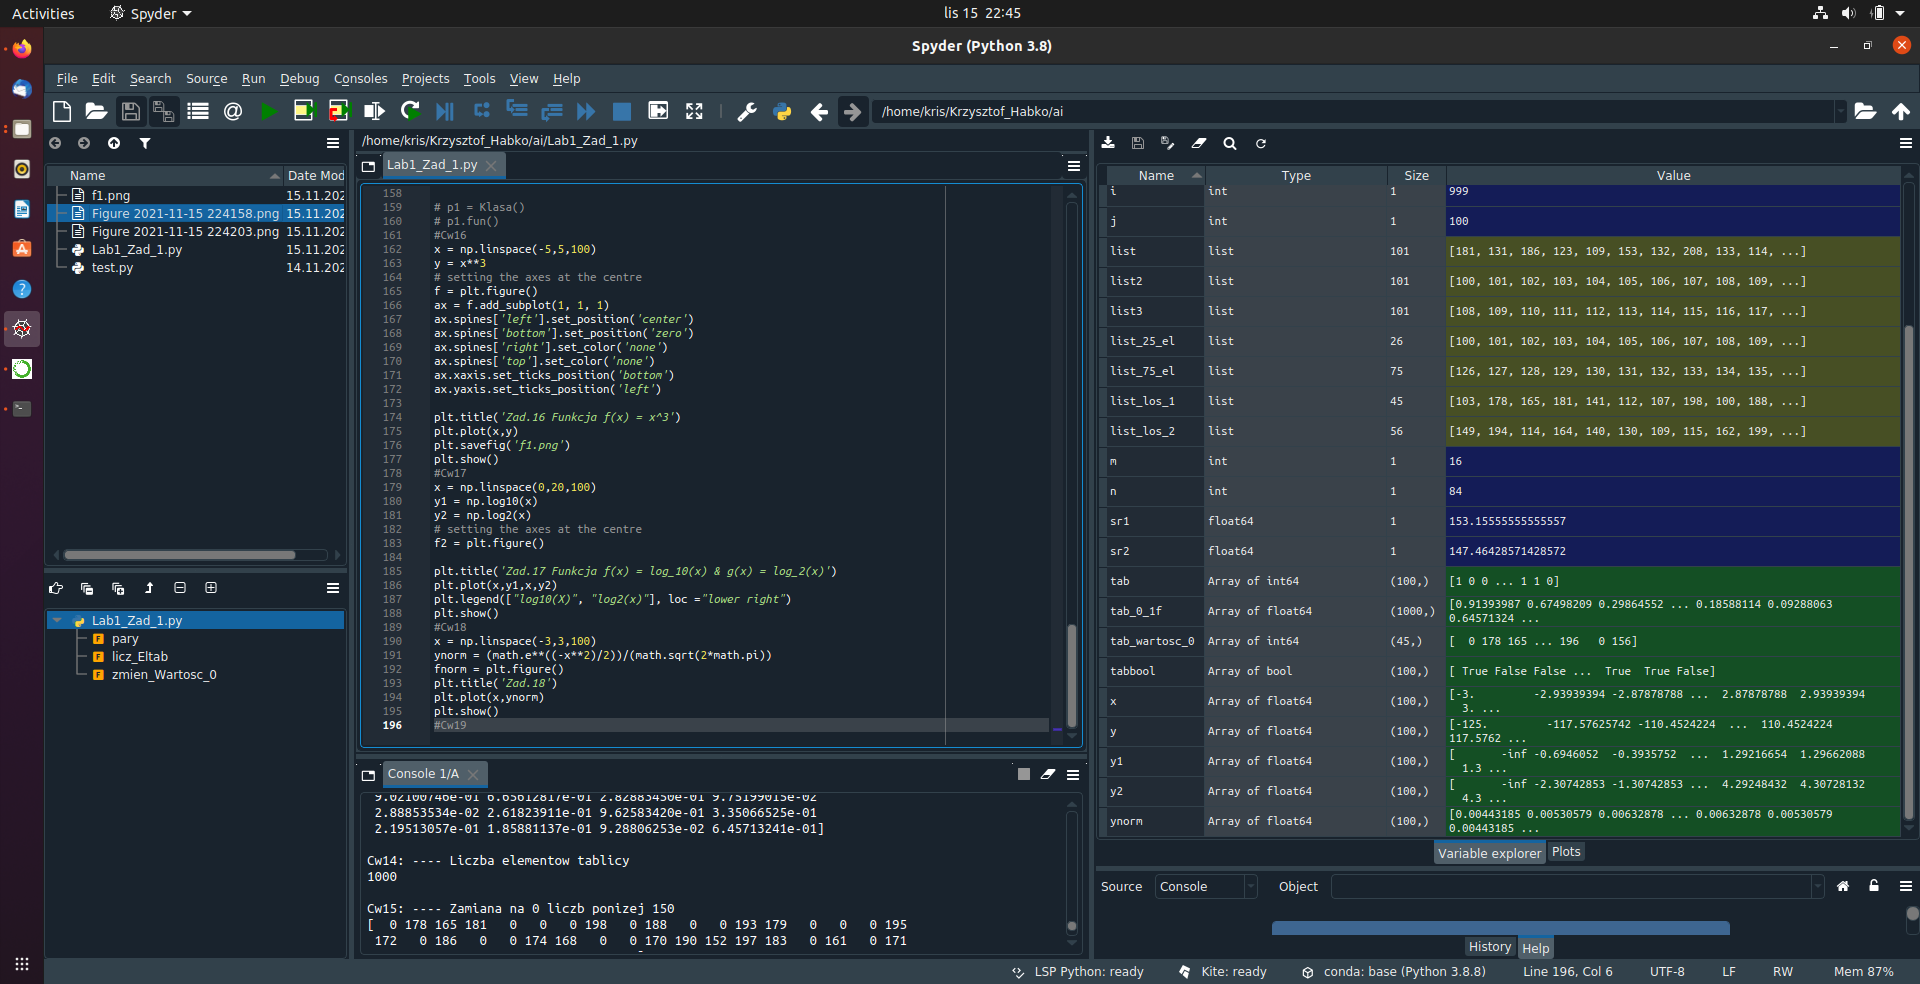 Activities
Spyder
lis 15 22:45
Spyder (Python 3.8)
File Edit Search Source Run Debug Consoles Projects Tools View Help
/home/kris/Krzysztof_Habko/ai
Name Date Mod
f1.png 15.11.202
Figure 2021-11-15 224158.png 15.11.202
Figure 2021-11-15 224203.png 15.11.202
Lab1_Zad_1.py 15.11.202
test.py 14.11.202
Lab1_Zad_1.py
pary
licz_Eltab
zmien_Wartosc_0
/home/kris/Krzysztof_Habko/ai/Lab1_Zad_1.py
Lab1_Zad_1.py
158
159 # p1 = Klasa()
160 # p1.fun()
161 #Cw16
162 x = np.linspace(-5,5,100)
163 y = x**3
164 # setting the axes at the centre
165 f = plt.figure()
166 ax = f.add_subplot(1, 1, 1)
167 ax.spines['left'].set_position('center')
168 ax.spines['bottom'].set_position('zero')
169 ax.spines['right'].set_color('none')
170 ax.spines['top'].set_color('none')
171 ax.xaxis.set_ticks_position('bottom')
172 ax.yaxis.set_ticks_position('left')
173
174 plt.title('Zad.16 Funkcja f(x) = x^3')
175 plt.plot(x,y)
176 plt.savefig('f1.png')
177 plt.show()
178 #Cw17
179 x = np.linspace(0,20,100)
180 y1 = np.log10(x)
181 y2 = np.log2(x)
182 # setting the axes at the centre
183 f2 = plt.figure()
184
185 plt.title('Zad.17 Funkcja f(x) = log_10(x) & g(x) = log_2(x)')
186 plt.plot(x,y1,x,y2)
187 plt.legend(["log10(X)", "log2(x)"], loc ="lower right")
188 plt.show()
189 #Cw18
190 x = np.linspace(-3,3,100)
191 ynorm = (math.e**((-x**2)/2))/(math.sqrt(2*math.pi))
192 fnorm = plt.figure()
193 plt.title('Zad.18')
194 plt.plot(x,ynorm)
195 plt.show()
196 #Cw19
Console 1/A
9.02100746e-01 6.65612817e-01 2.82883450e-01 9.75199015e-02
2.88853534e-02 2.61823911e-01 9.62583420e-01 3.35066525e-01
2.19513057e-01 1.85881137e-01 9.28806253e-02 6.45713241e-01]
Cw14: ---- Liczba elementow tablicy
1000
Cw15: ---- Zamiana na 0 liczb ponizej 150
[ 0 178 165 181 0 0 0 198 0 188 0 0 193 179 0 0 0 195
172 0 186 0 0 174 168 0 0 170 190 152 197 183 0 161 0 171
Name Type Size Value
i int 1 999
j int 1 100
list list 101 [181, 131, 186, 123, 109, 153, 132, 208, 133, 114, ...]
list2 list 101 [100, 101, 102, 103, 104, 105, 106, 107, 108, 109, ...]
list3 list 101 [108, 109, 110, 111, 112, 113, 114, 115, 116, 117, ...]
list_25_el list 26 [100, 101, 102, 103, 104, 105, 106, 107, 108, 109, ...]
list_75_el list 75 [126, 127, 128, 129, 130, 131, 132, 133, 134, 135, ...]
list_los_1 list 45 [103, 178, 165, 181, 141, 112, 107, 198, 100, 188, ...]
list_los_2 list 56 [149, 194, 114, 164, 140, 130, 109, 115, 162, 199, ...]
m int 1 16
n int 1 84
sr1 float64 1 153.15555555555557
sr2 float64 1 147.46428571428572
tab Array of int64 (100,) [1 0 0 ... 1 1 0]
tab_0_1f Array of float64 (1000,) [0.91393987 0.67498209 0.29864552 ... 0.18588114 0.09288063
0.64571324 ...
tab_wartosc_0 Array of int64 (45,) [ 0 178 165 ... 196 0 156]
tabbool Array of bool (100,) [ True False False ... True True False]
x Array of float64 (100,) [-3. -2.93939394 -2.87878788 ... 2.87878788 2.93939394
3. ...
y Array of float64 (100,) [-125. -117.57625742 -110.4524224 ... 110.4524224
117.5762 ...
y1 Array of float64 (100,) [ -inf -0.6946052 -0.3935752 ... 1.29216654 1.29662088
1.3 ...
y2 Array of float64 (100,) [ -inf -2.30742853 -1.30742853 ... 4.29248432 4.30728132
4.3 ...
ynorm Array of float64 (100,) [0.00443185 0.00530579 0.00632878 ... 0.00632878 0.00530579
0.00443185 ...
Variable explorer Plots
Source Console Object
History Help
LSP Python: ready Kite: ready conda: base (Python 3.8.8) Line 196, Col 6 UTF-8 LF RW Mem 87%